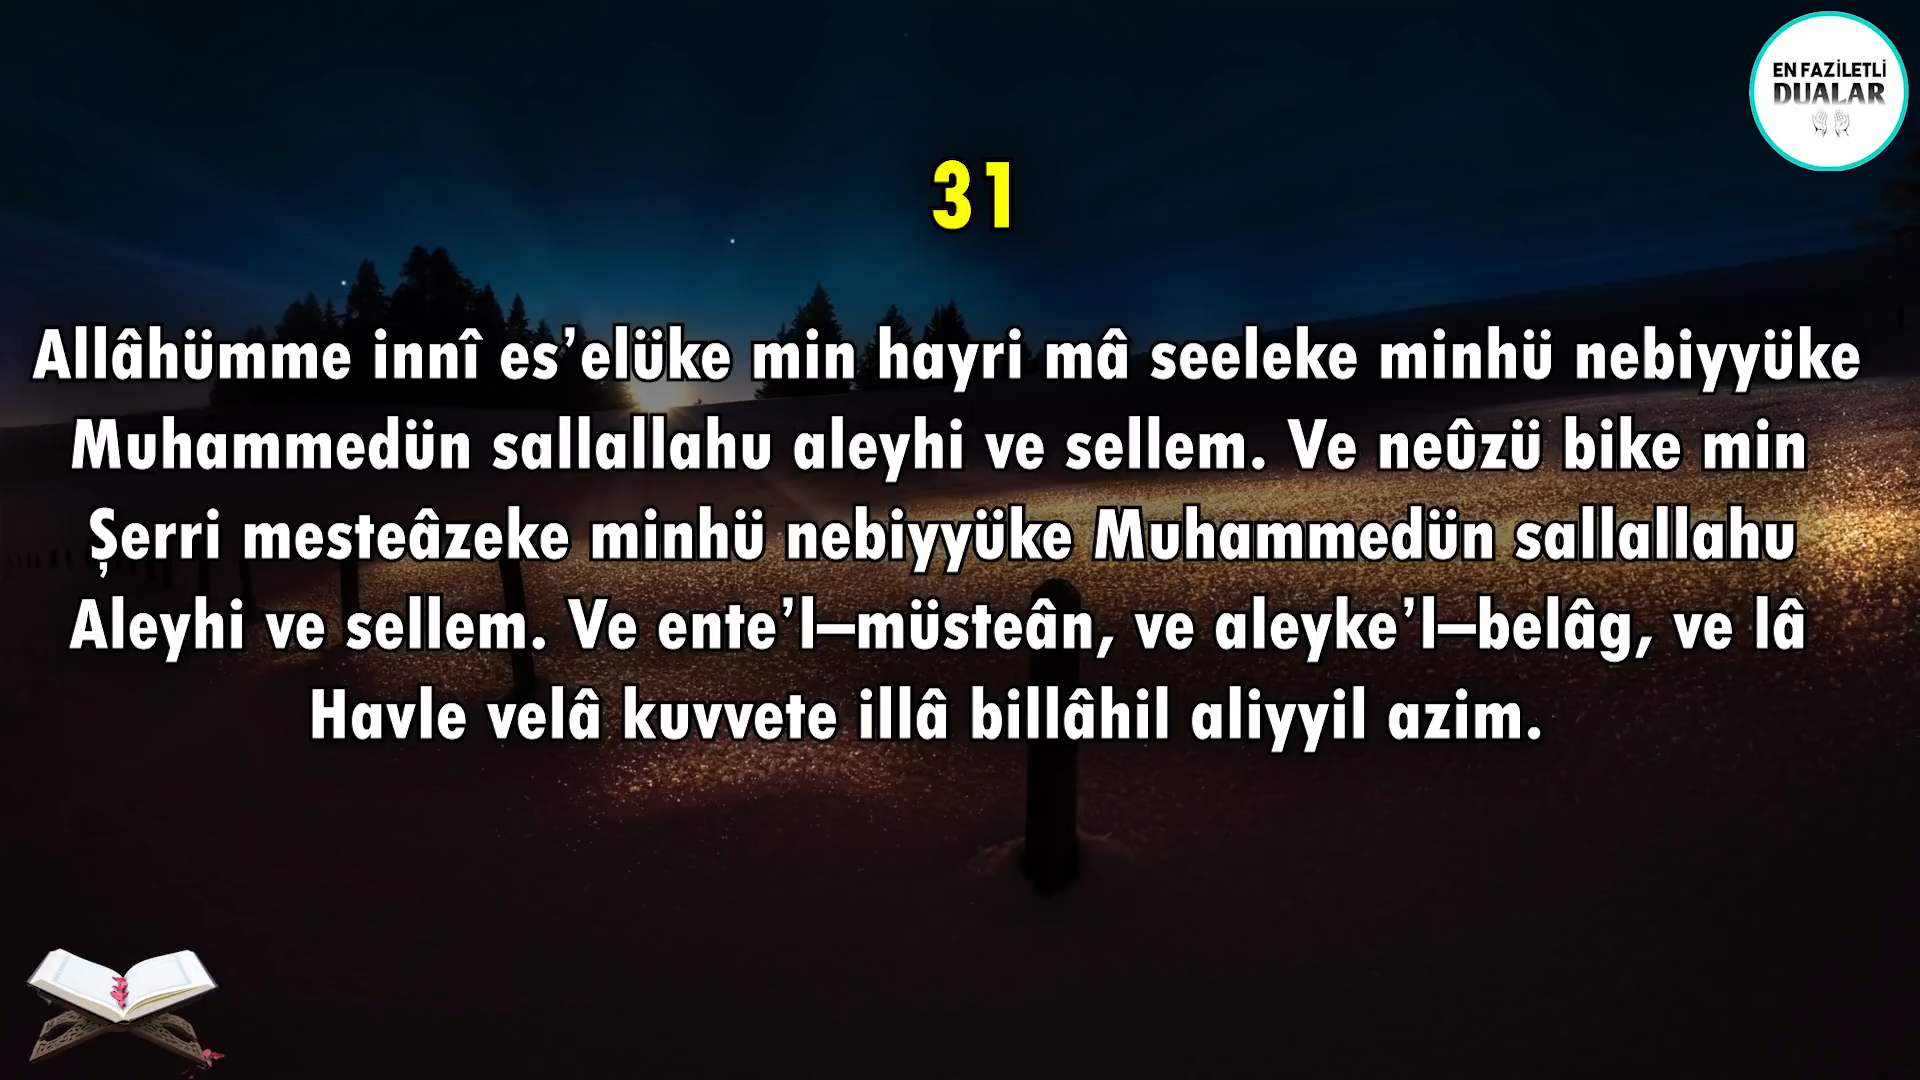 EN FAZİLETLİ
DUALAR
31
Allâhümme innî es’elüke min hayri mâ seeleke minhü nebiyyüke
Muhammedün sallallahu aleyhi ve sellem. Ve neûzü bike min
Şerri mesteâzeke minhü nebiyyüke Muhammedün sallallahu
Aleyhi ve sellem. Ve ente’l–müsteân, ve aleyke’l–belâg, ve lâ
Havle velâ kuvvete illâ billâhil aliyyil azim.